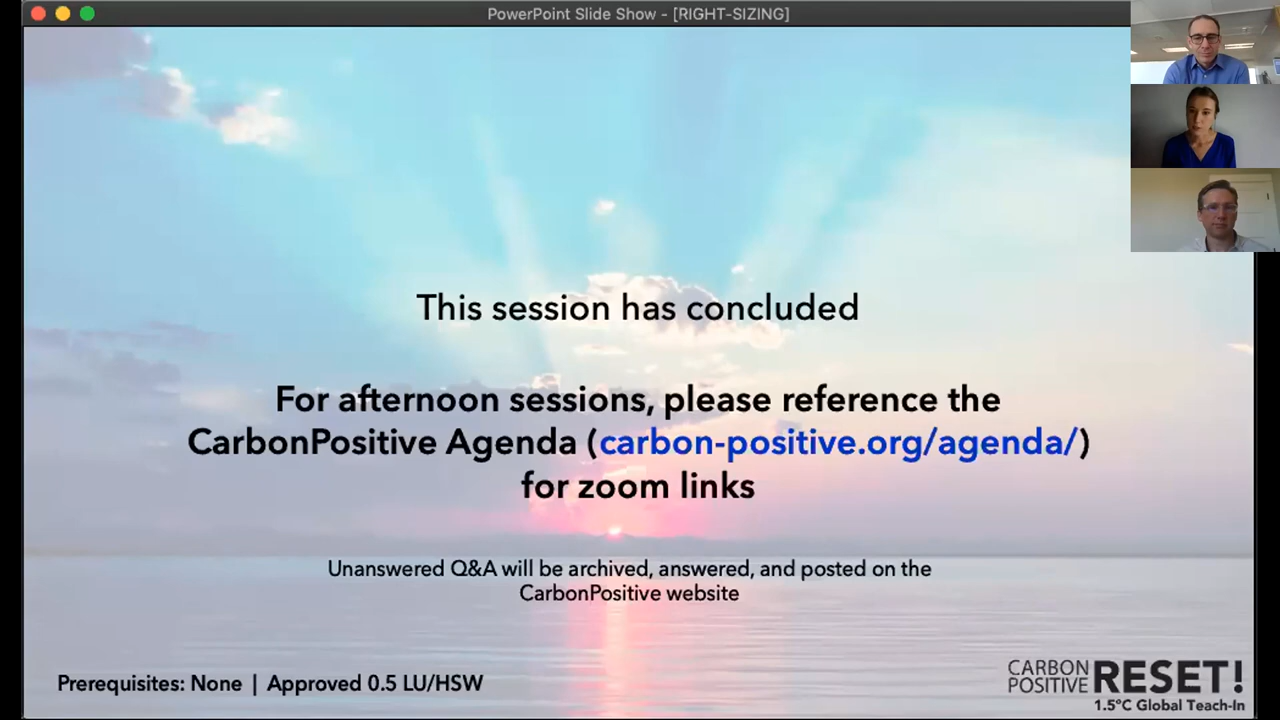 PowerPoint Slide Show - [RIGHT-SIZING]
This session has concluded
For afternoon sessions, please reference the
CarbonPositive Agenda (carbon-positive.org/agenda/)
for zoom links
Unanswered Q&A will be archived, answered, and posted on the
CarbonPositive website
Prerequisites: None | Approved 0.5 LU/HSW
CARBON
POSITIVE RESET!
1.5°C Global Teach-In